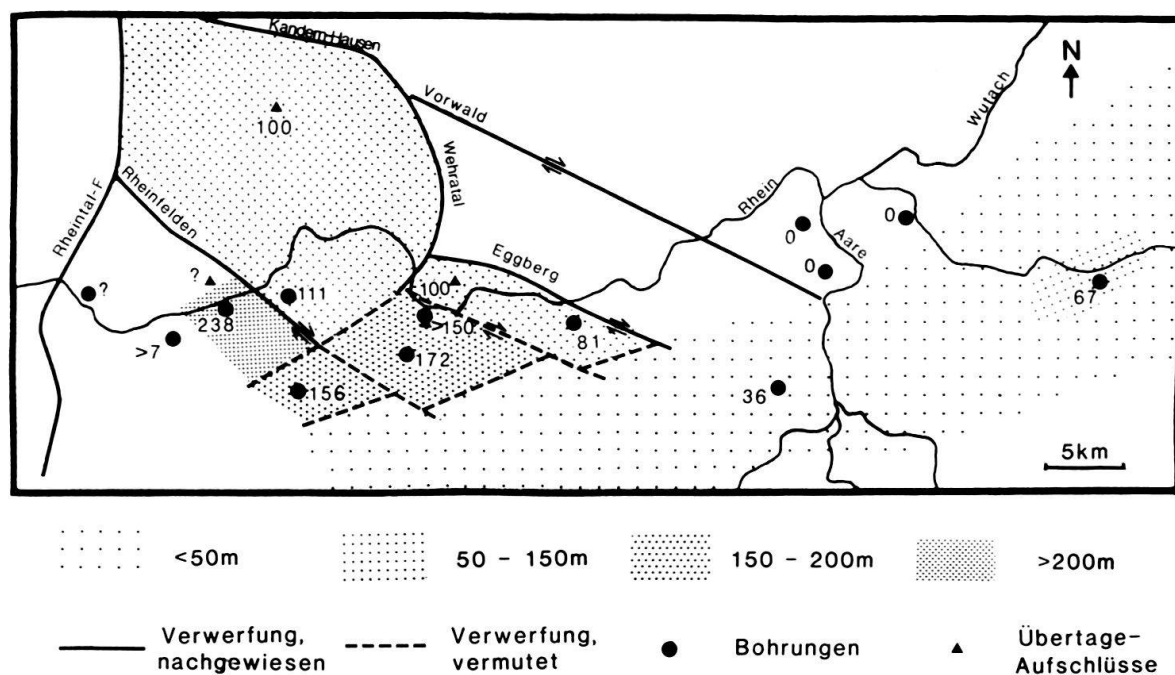 Kandern-Hausen
N
Vorwald
Wutach
100
Wehratal
Rheinfelden
Rheintal-F
Rhein
0
0
Aare
Eggberg
?
?
0
100
111
67
238
>150
81
>7
172
156
36
5km
<50m
50 - 150m
150 - 200m
>200m
Verwerfung,
nachgewiesen
Verwerfung,
vermutet
Bohrungen
Übertage-
Aufschlüsse